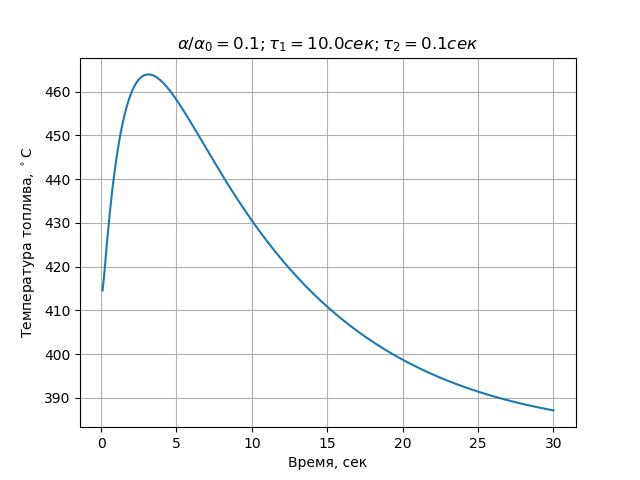 α/α₀ = 0.1; τ₁ = 10.0сек; τ₂ = 0.1сек
Температура топлива, °C
460
450
440
430
420
410
400
390
0 5 10 15 20 25 30
Время, сек